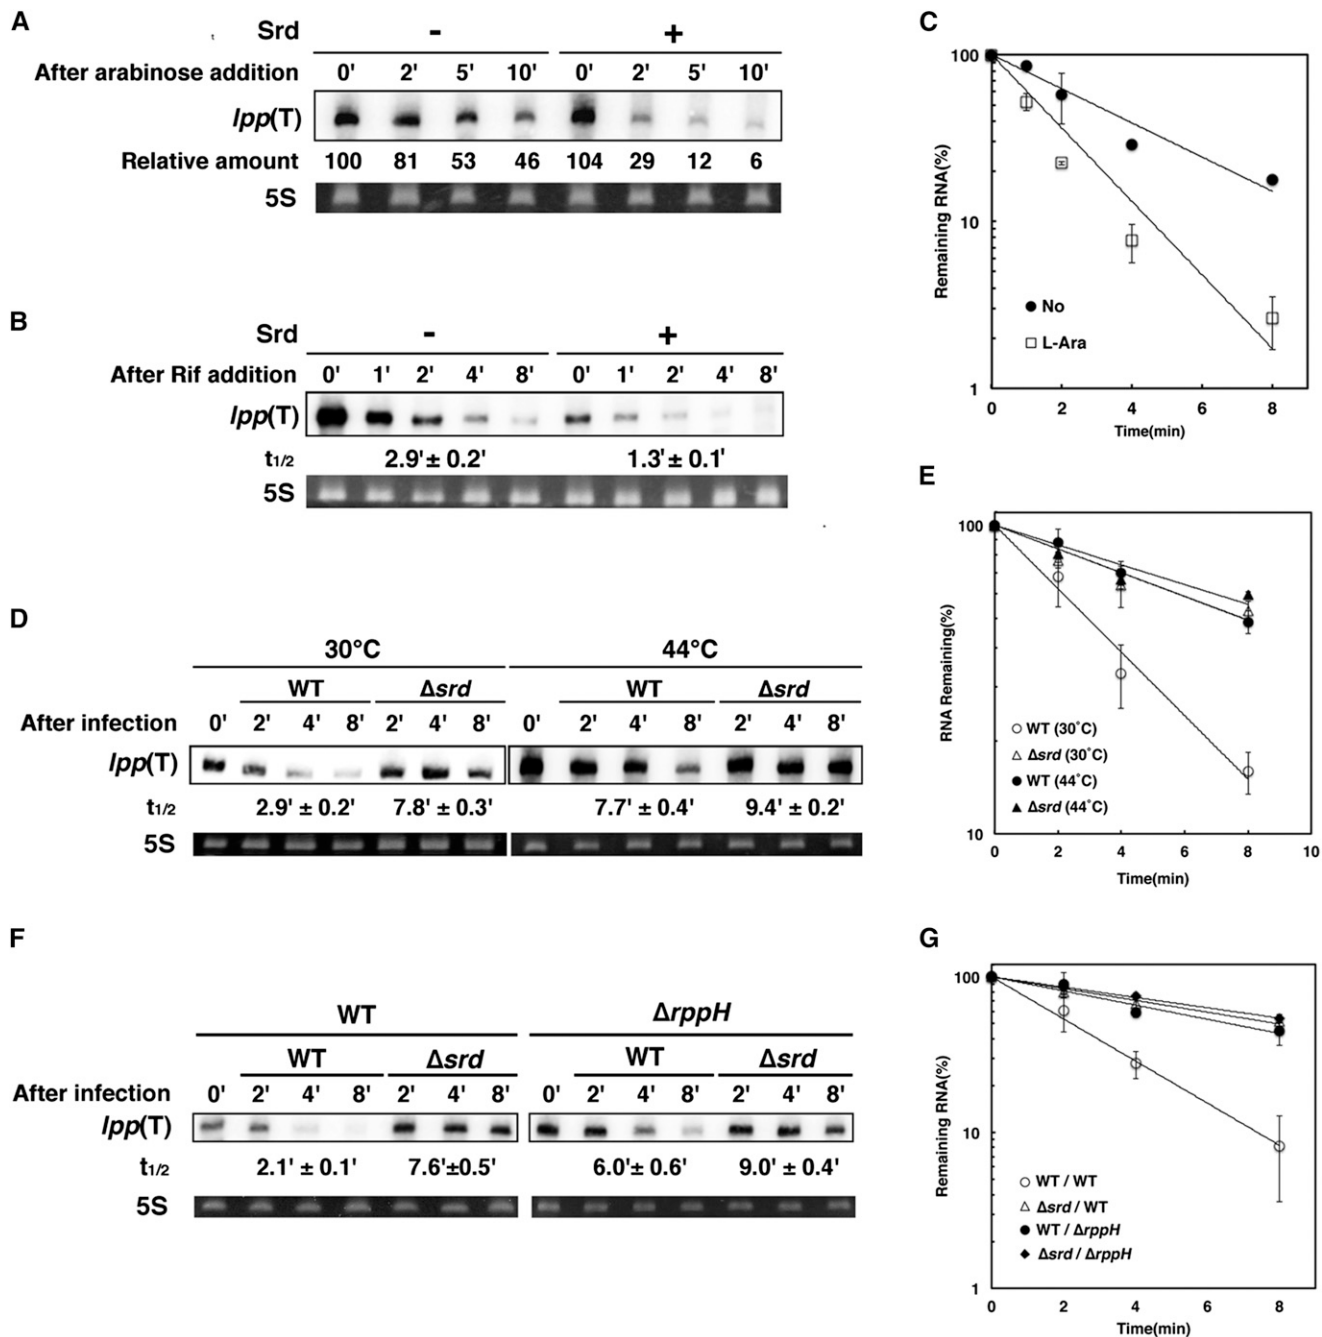 A
Srd - +
After arabinose addition 0' 2' 5' 10' 0' 2' 5' 10'
lpp(T)
Relative amount 100 81 53 46 104 29 12 6
5S
B
Srd - +
After Rif addition 0' 1' 2' 4' 8' 0' 1' 2' 4' 8'
lpp(T)
t1/2 2.9' ± 0.2' 1.3' ± 0.1'
5S
C
Remaining RNA(%)
100
10
1
● No
□ L-Ara
0 2 4 6 8
Time(min)
D
30°C 44°C
WT Δsrd WT Δsrd
After infection 0' 2' 4' 8' 2' 4' 8' 0' 2' 4' 8' 2' 4' 8'
lpp(T)
t1/2 2.9' ± 0.2' 7.8' ± 0.3' 7.7' ± 0.4' 9.4' ± 0.2'
5S
E
RNA Remaining(%)
100
10
○ WT (30°C)
△ Δsrd (30°C)
● WT (44°C)
▲ Δsrd (44°C)
0 2 4 6 8 10
Time(min)
F
WT ΔrppH
WT Δsrd WT Δsrd
After infection 0' 2' 4' 8' 2' 4' 8' 0' 2' 4' 8' 2' 4' 8'
lpp(T)
t1/2 2.1' ± 0.1' 7.6'±0.5' 6.0'± 0.6' 9.0' ± 0.4'
5S
G
Remaining RNA(%)
100
10
1
○ WT / WT
△ Δsrd / WT
● WT / ΔrppH
◆ Δsrd / ΔrppH
0 2 4 6 8
Time(min)